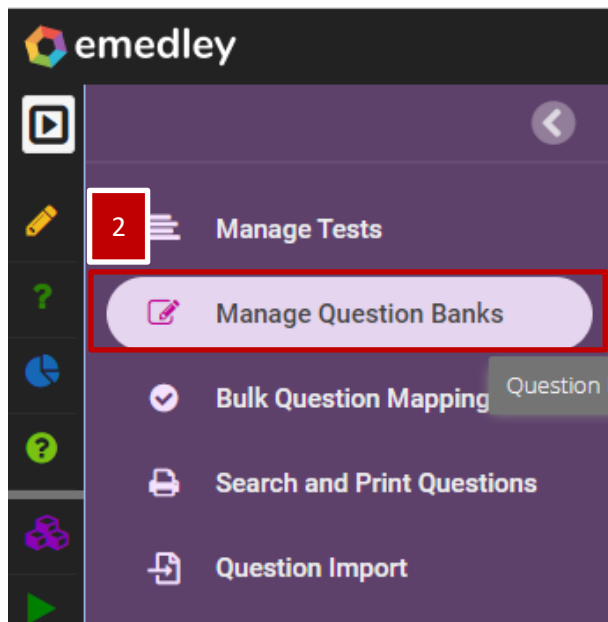 emedley
2
Manage Tests
Manage Question Banks
Question
Bulk Question Mapping
Search and Print Questions
Question Import